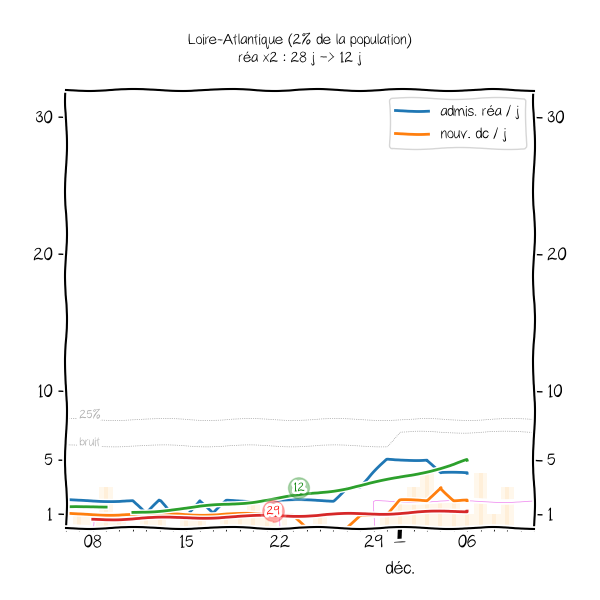 Loire-Atlantique (2% de la population)
réa x2 : 28 j -> 12 j
admis. réa / j
nouv. dc / j
30
30
20
20
10
10
25%
bruit
5
5
12
29
1
1
08 15 22 29 06
déc.